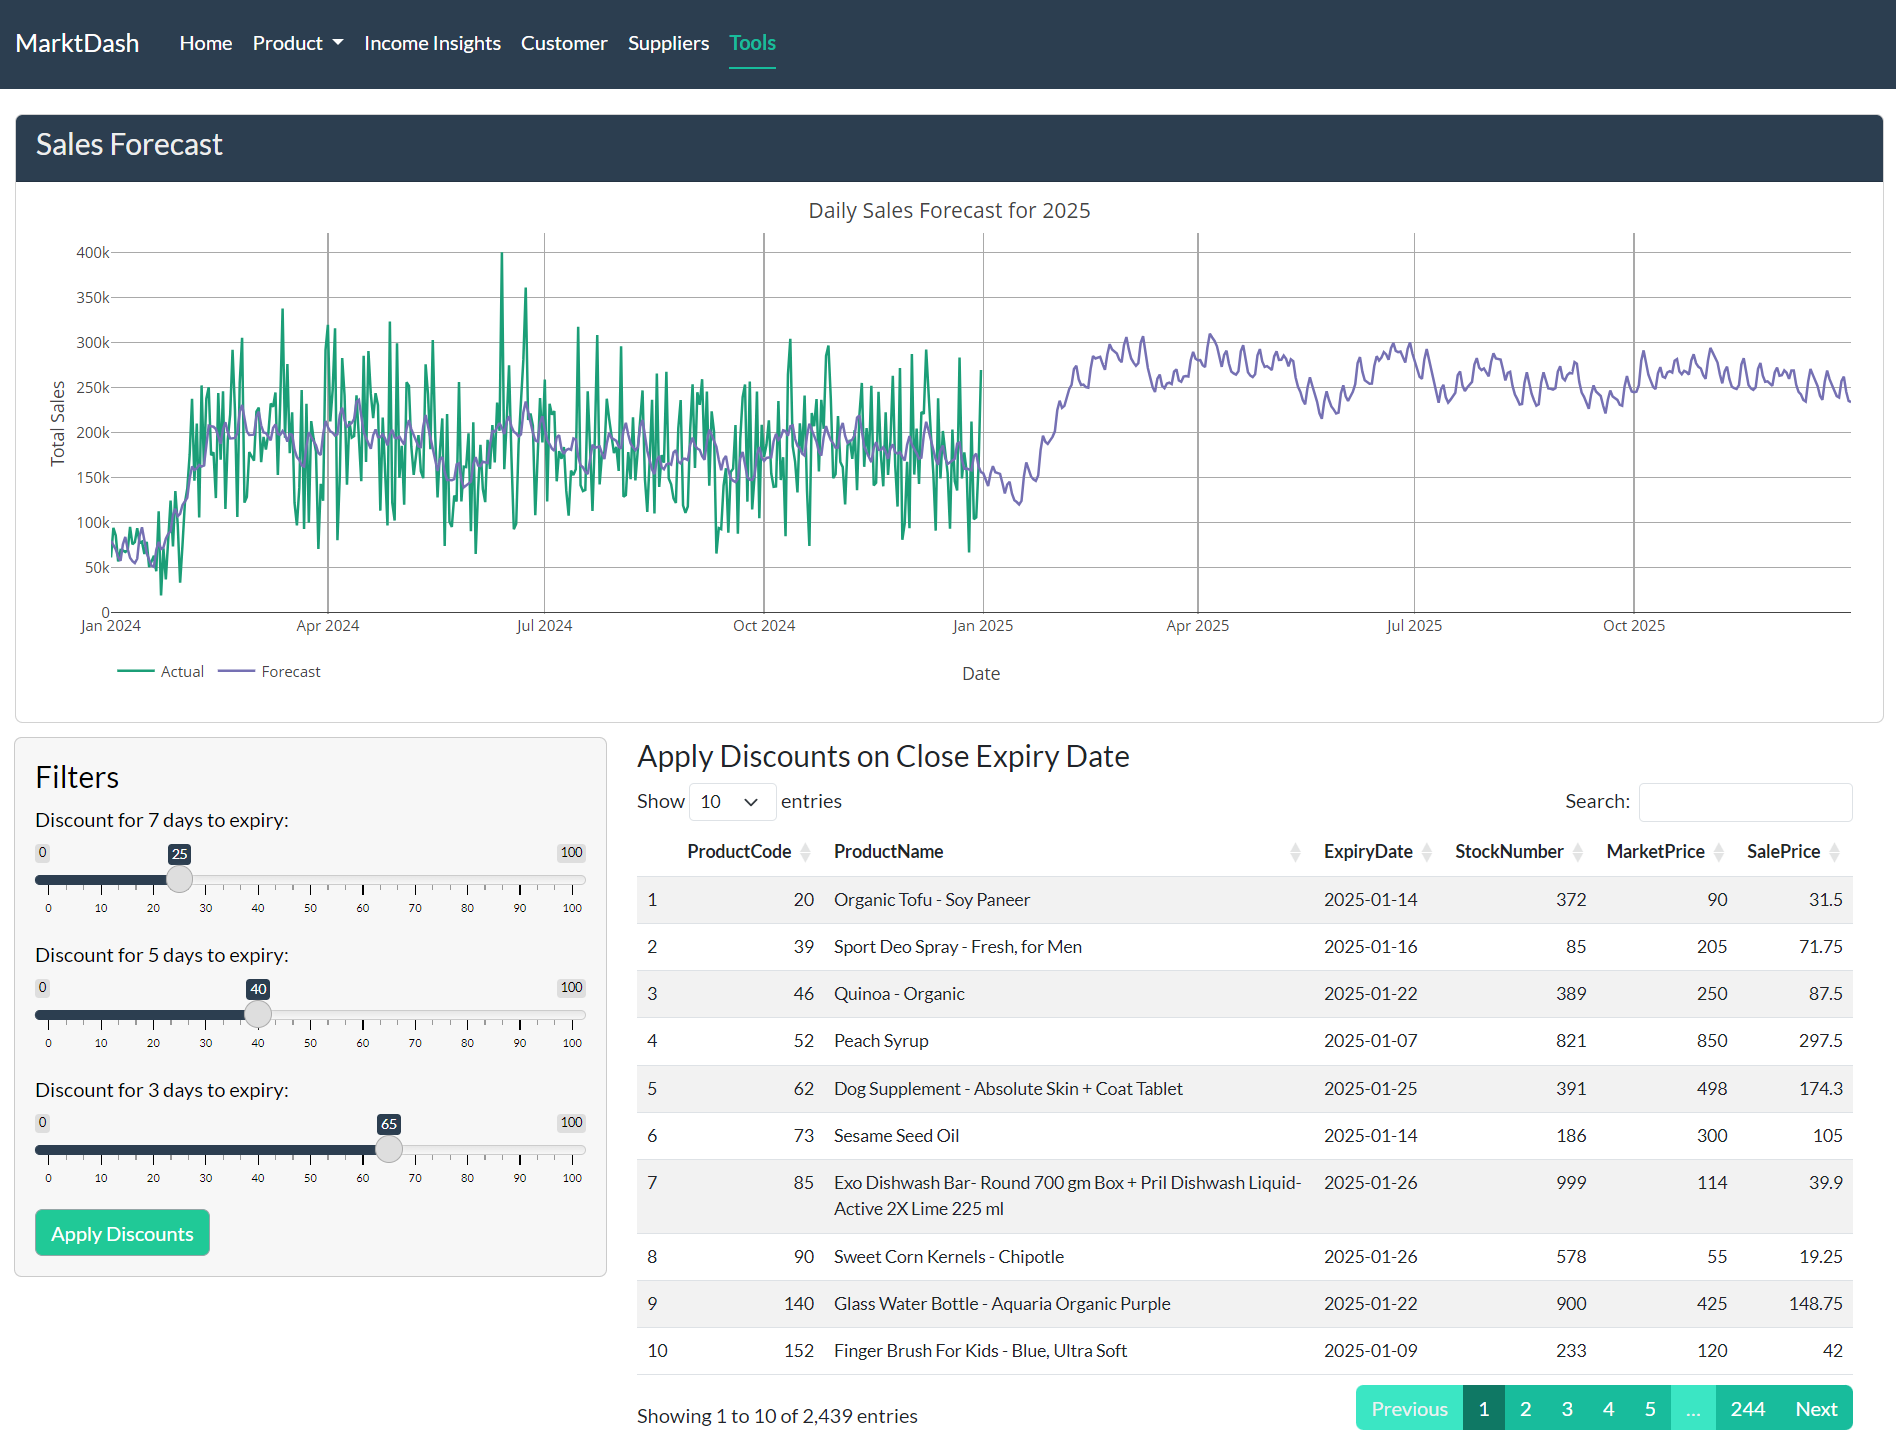 MarktDash Home Product Income Insights Customer Suppliers Tools
Sales Forecast
Daily Sales Forecast for 2025
400k
350k
300k
250k
200k
150k
100k
50k
0
Total Sales
Jan 2024 Apr 2024 Jul 2024 Oct 2024 Jan 2025 Apr 2025 Jul 2025 Oct 2025
Actual Forecast
Date
Filters
Discount for 7 days to expiry:
0 25 100
0 10 20 30 40 50 60 70 80 90 100
Discount for 5 days to expiry:
0 40 100
0 10 20 30 40 50 60 70 80 90 100
Discount for 3 days to expiry:
0 65 100
0 10 20 30 40 50 60 70 80 90 100
Apply Discounts
Apply Discounts on Close Expiry Date
Show 10 entries Search:
ProductCode ProductName ExpiryDate StockNumber MarketPrice SalePrice
1 20 Organic Tofu - Soy Paneer 2025-01-14 372 90 31.5
2 39 Sport Deo Spray - Fresh, for Men 2025-01-16 85 205 71.75
3 46 Quinoa - Organic 2025-01-22 389 250 87.5
4 52 Peach Syrup 2025-01-07 821 850 297.5
5 62 Dog Supplement - Absolute Skin + Coat Tablet 2025-01-25 391 498 174.3
6 73 Sesame Seed Oil 2025-01-14 186 300 105
7 85 Exo Dishwash Bar- Round 700 gm Box + Pril Dishwash Liquid- 2025-01-26 999 114 39.9
Active 2X Lime 225 ml
8 90 Sweet Corn Kernels - Chipotle 2025-01-26 578 55 19.25
9 140 Glass Water Bottle - Aquaria Organic Purple 2025-01-22 900 425 148.75
10 152 Finger Brush For Kids - Blue, Ultra Soft 2025-01-09 233 120 42
Showing 1 to 10 of 2,439 entries
Previous 1 2 3 4 5 ... 244 Next